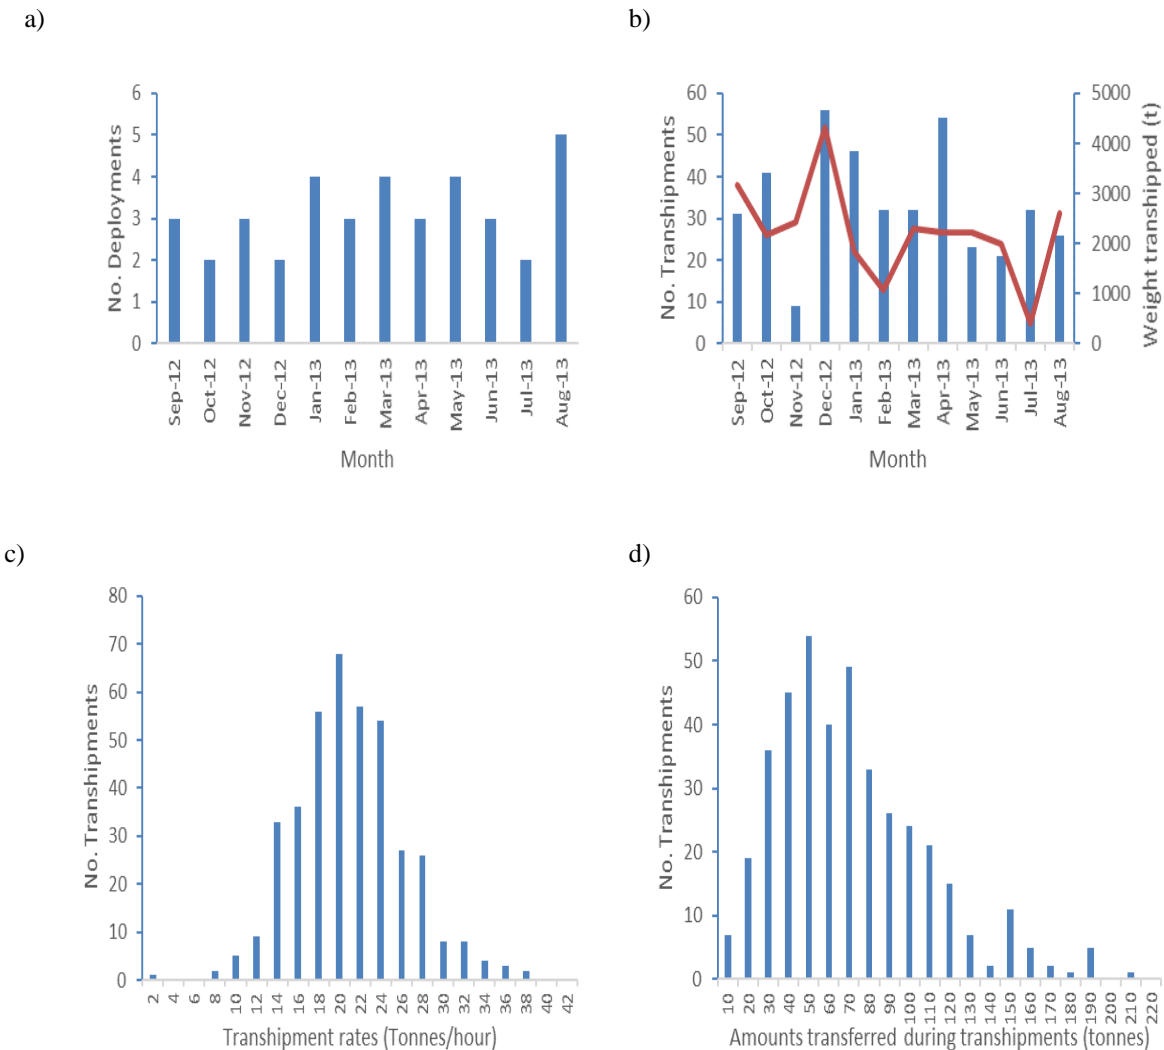 a)
b)
No. Deployments
6
5
4
3
2
1
0
Sep-12
Oct-12
Nov-12
Dec-12
Jan-13
Feb-13
Mar-13
Apr-13
May-13
Jun-13
Jul-13
Aug-13
Month
No. Transhipments
60
50
40
30
20
10
0
5000
4000
3000
2000
1000
0
Weight transhipped (t)
Sep-12
Oct-12
Nov-12
Dec-12
Jan-13
Feb-13
Mar-13
Apr-13
May-13
Jun-13
Jul-13
Aug-13
Month
c)
d)
No. Transhipments
80
70
60
50
40
30
20
10
0
2
4
6
8
10
12
14
16
18
20
22
24
26
28
30
32
34
36
38
40
42
Transhipment rates (Tonnes/hour)
No. Transhipments
60
50
40
30
20
10
0
10
20
30
40
50
60
70
80
90
100
110
120
130
140
150
160
170
180
190
200
210
220
Amounts transferred during transhipments (tonnes)